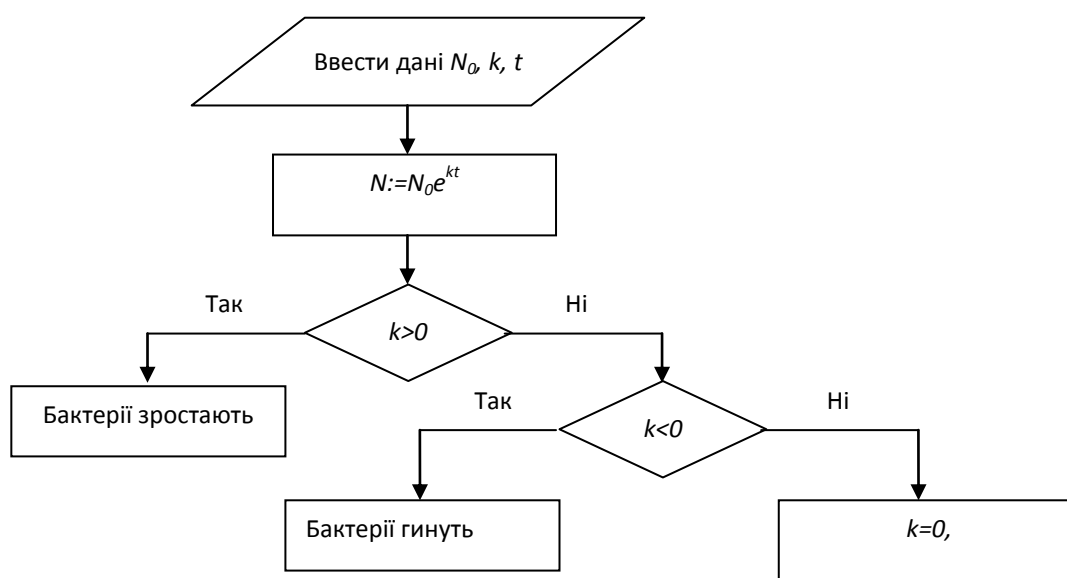 Ввести дані N₀, k, t
N:=N₀eᵏᵗ
Так
Ні
k>0
Бактерії зростають
Так
Ні
k<0
Бактерії гинуть
k=0,